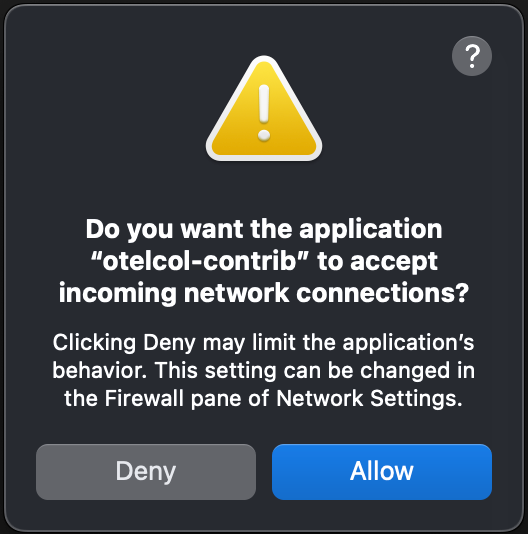 ?
Do you want the application
“otelcol-contrib” to accept
incoming network connections?
Clicking Deny may limit the application’s
behavior. This setting can be changed in
the Firewall pane of Network Settings.
Deny
Allow